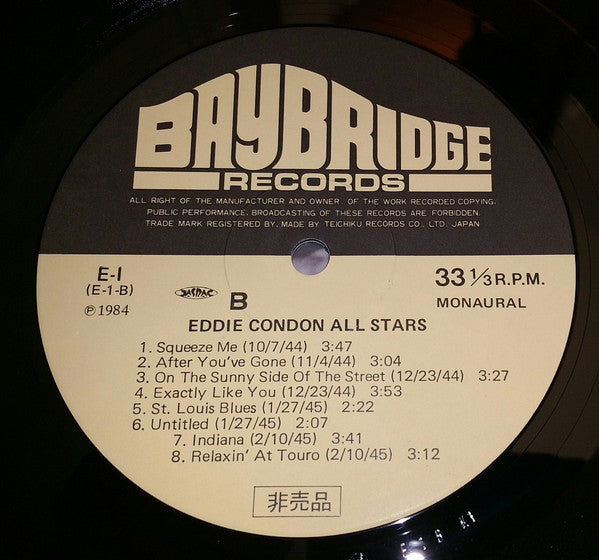 BAYBRIDGE
RECORDS
ALL RIGHT OF THE MANUFACTURER AND OWNER, OF THE WORK RECORDED COPYING,
PUBLIC PERFORMANCE, BROADCASTING OF THESE RECORDS ARE FORBIDDEN.
TRADE MARK REGISTERED BY, MADE BY TEICHIKU RECORDS CO., LTD. JAPAN
E-1
(E-1-B)
℗1984
JASRAC
B
33 1/3 R.P.M.
MONAURAL
EDDIE CONDON ALL STARS
1. Squeeze Me (10/7/44) 3:47
2. After You've Gone (11/4/44) 3:04
3. On The Sunny Side Of The Street (12/23/44) 3:27
4. Exactly Like You (12/23/44) 3:53
5. St. Louis Blues (1/27/45) 2:22
6. Untitled (1/27/45) 2:07
7. Indiana (2/10/45) 3:41
8. Relaxin' At Touro (2/10/45) 3:12
非売品